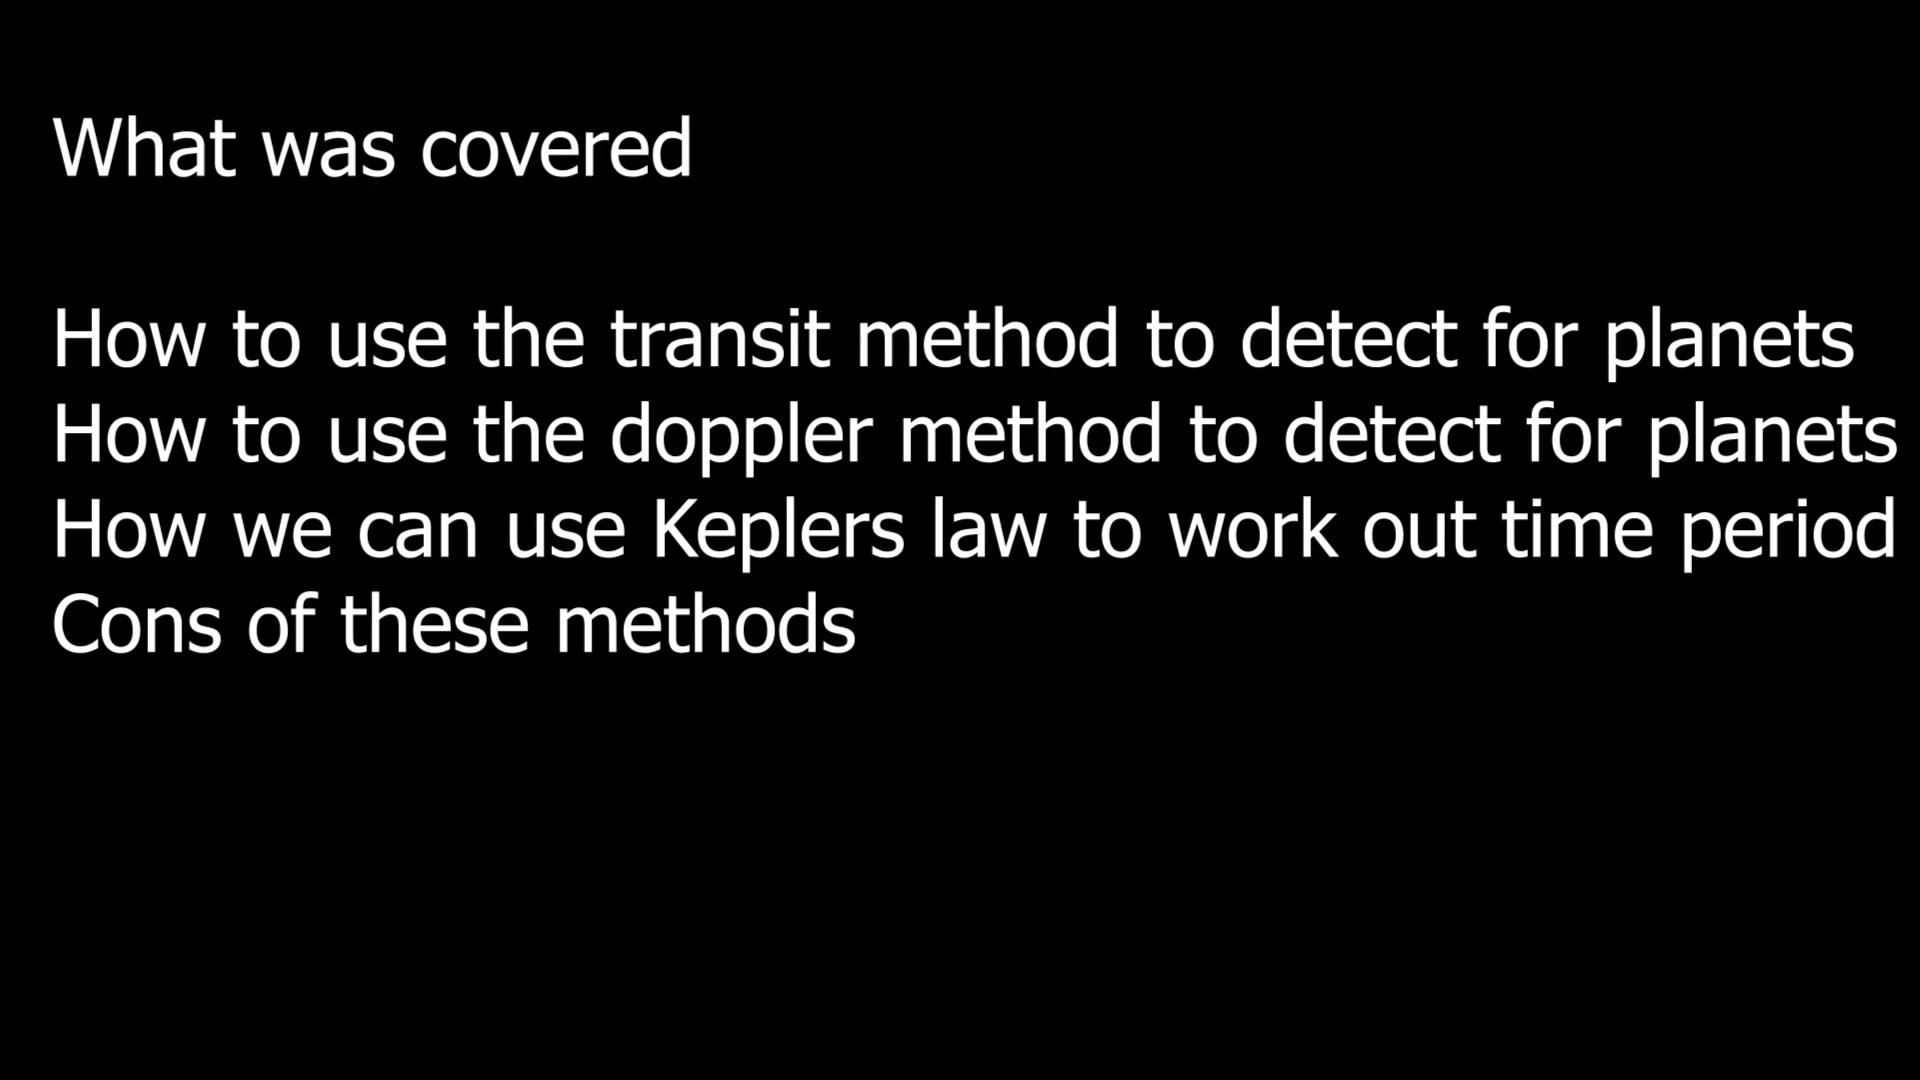 What was covered
How to use the transit method to detect for planets
How to use the doppler method to detect for planets
How we can use Keplers law to work out time period
Cons of these methods